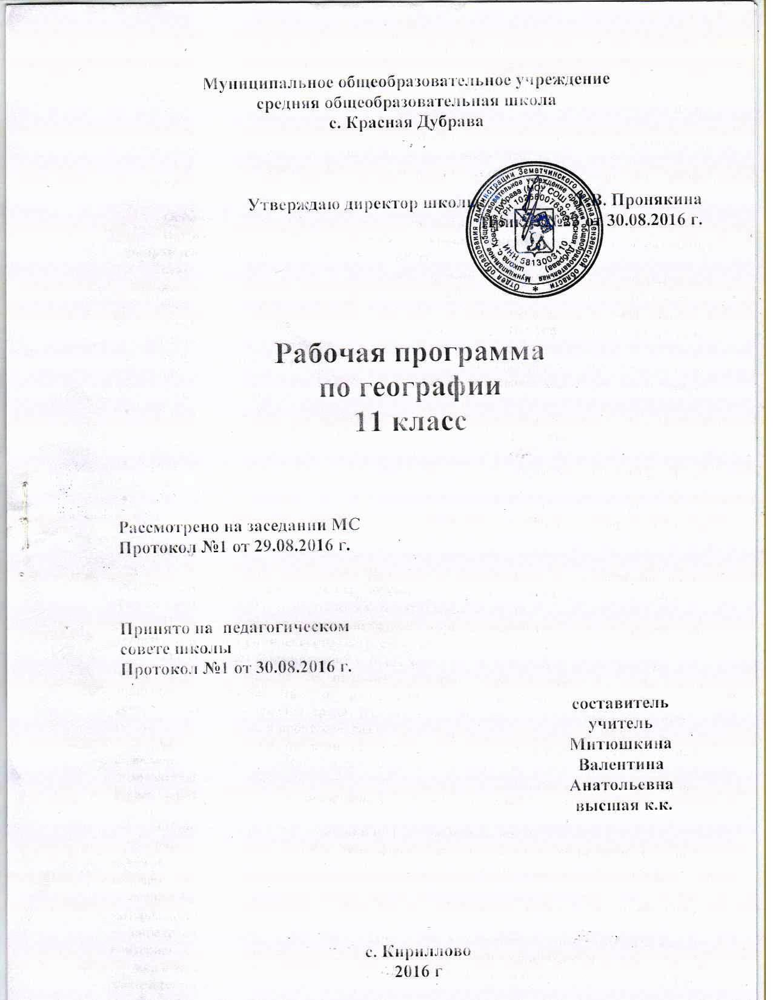 Муниципальное общеобразовательное учреждение
средняя общеобразовательная школа
с. Красная Дубрава
Утверждаю директор школы В. Пронякина
от 30.08.2016 г.
Отдел образования администрации Земетчинского района Пензенской области
Муниципальное общеобразовательное учреждение средняя общеобразовательная
школа с. Красная Дубрава (МОУ СОШ с. Красная Дубрава)
ОГРН
ИНН 5813003110
Рабочая программа
по географии
11 класс
Рассмотрено на заседании МС
Протокол №1 от 29.08.2016 г.
Принято на педагогическом
совете школы
Протокол №1 от 30.08.2016 г.
составитель
учитель
Митюшкина
Валентина
Анатольевна
высшая к.к.
с. Кириллово
2016 г